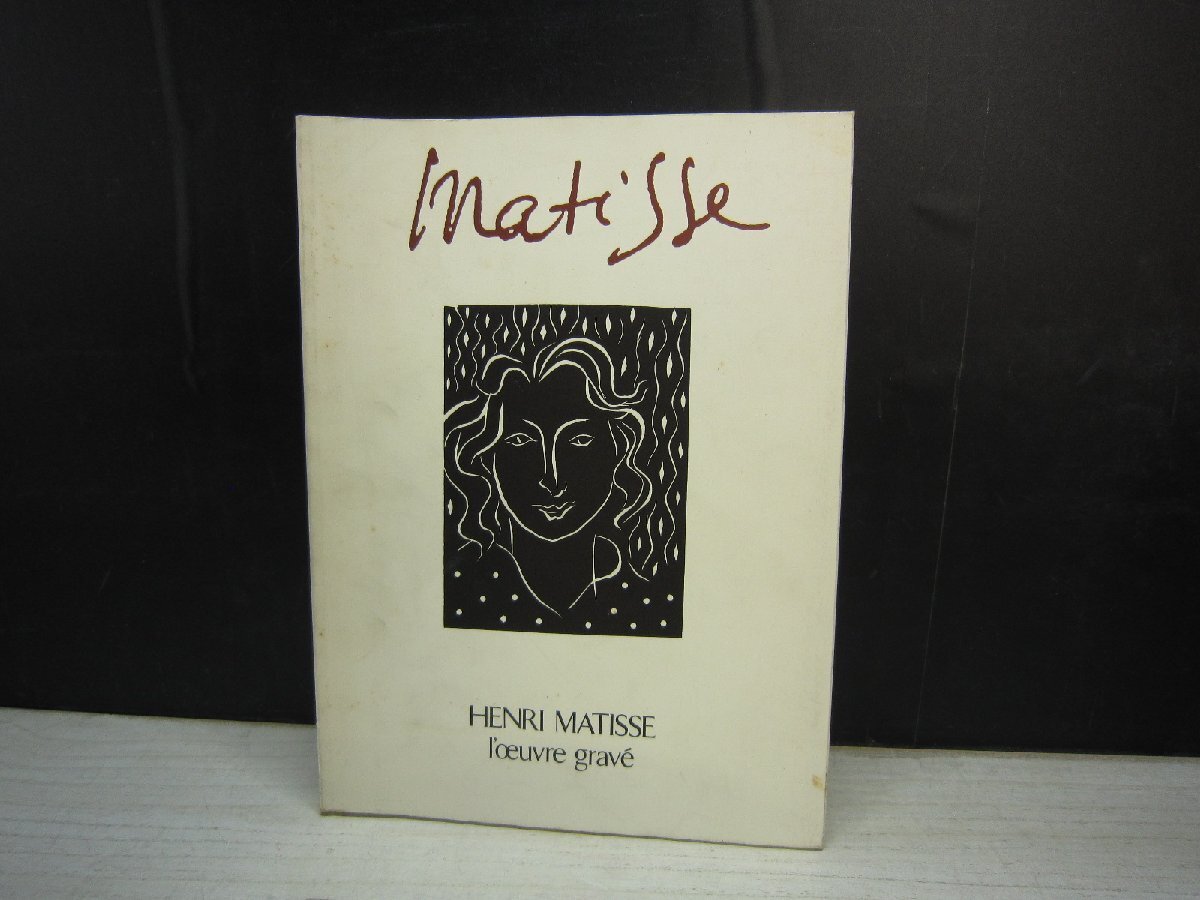 Matisse
HENRI MATISSE
l'œuvre gravé